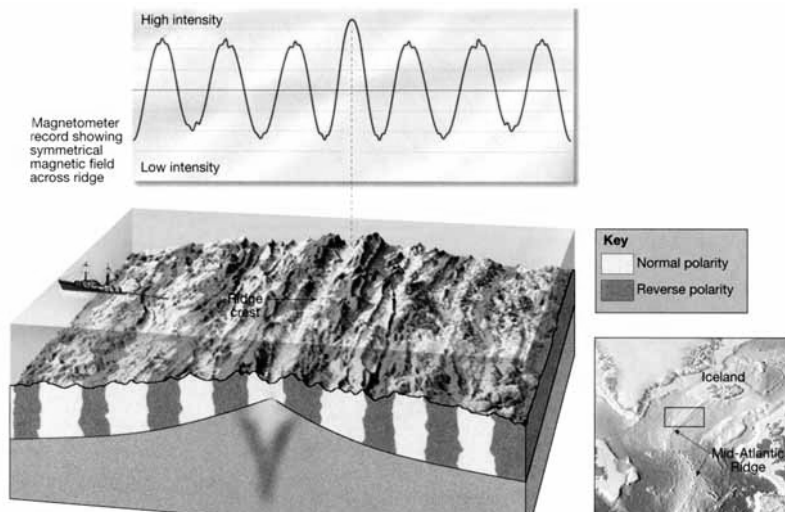 High intensity
Magnetometer
record showing
symmetrical
magnetic field
across ridge
Low intensity
Key
Normal polarity
Reverse polarity
Ridge
crest
Iceland
Mid-Atlantic
Ridge